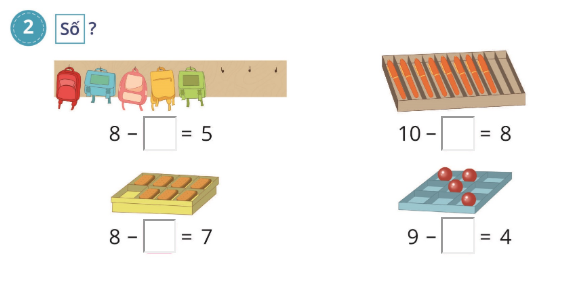 2 Số ?
8 − = 5
10 − = 8
8 − = 7
9 − = 4